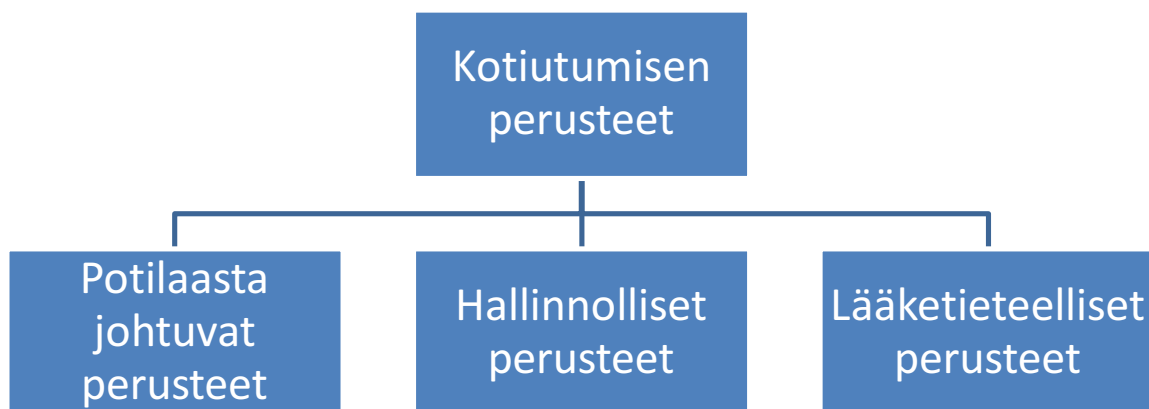 Kotiutumisen
perusteet
Potilaasta
johtuvat
perusteet
Hallinnolliset
perusteet
Lääketieteelliset
perusteet